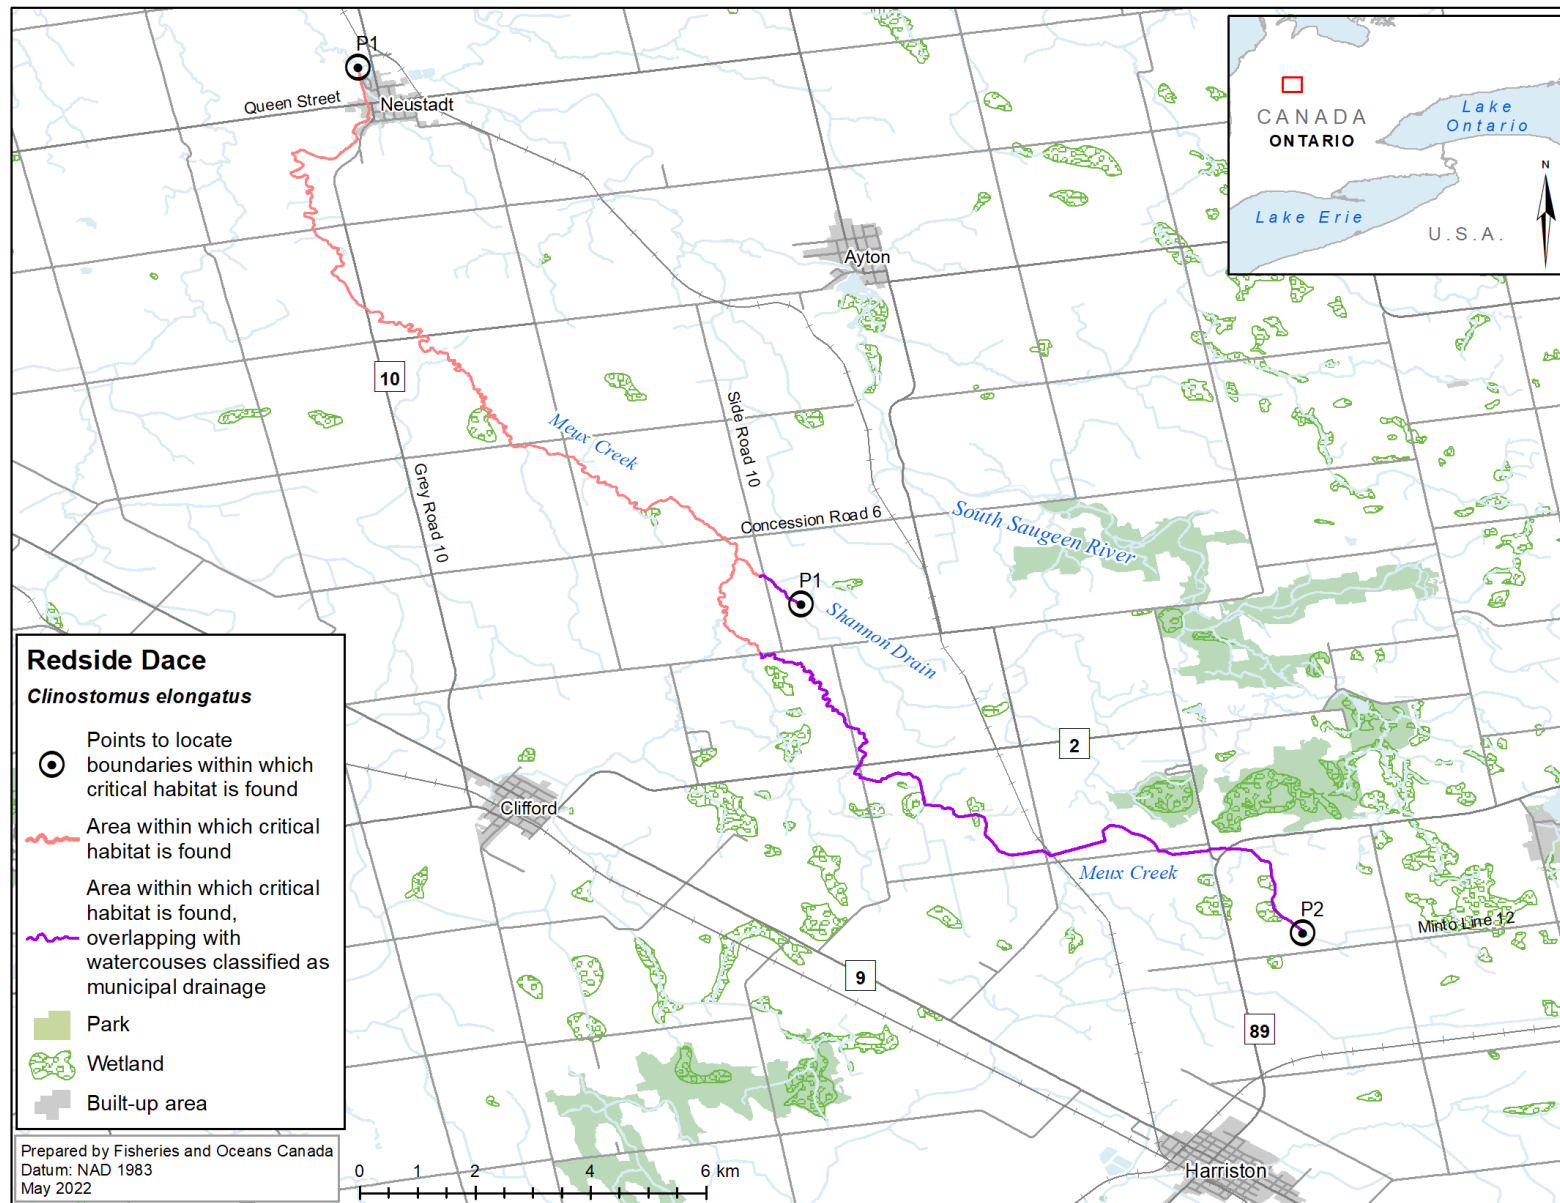 P1
Queen Street
Neustadt
CANADA
ONTARIO
Lake
Ontario
N
Lake Erie
U.S.A.
Ayton
10
Side Road 10
Meux Creek
Grey Road 10
Concession Road 6
South Saugeen River
P1
Shannon Drain
2
Clifford
Meux Creek
P2
Minto Line 12
9
89
Harriston
Redside Dace
Clinostomus elongatus
Points to locate
boundaries within which
critical habitat is found
Area within which critical
habitat is found
Area within which critical
habitat is found,
overlapping with
watercouses classified as
municipal drainage
Park
Wetland
Built-up area
Prepared by Fisheries and Oceans Canada
Datum: NAD 1983
May 2022
0 1 2 4 6 km